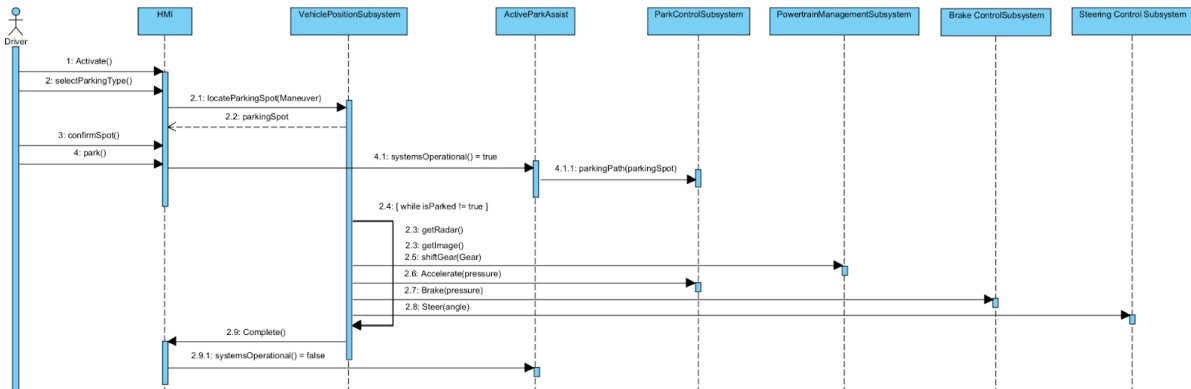 HMI
VehiclePositionSubsystem
ActiveParkAssist
ParkControlSubsystem
PowertrainManagementSubsystem
Brake ControlSubsystem
Steering Control Subsystem
Driver
1: Activate()
2: selectParkingType()
2.1: locateParkingSpot(Maneuver)
2.2: parkingSpot
3: confirmSpot()
4: park()
4.1: systemsOperational() = true
4.1.1: parkingPath(parkingSpot)
2.4: [ while isParked != true ]
2.3: getRadar()
2.3: getImage()
2.5: shiftGear(Gear)
2.6: Accelerate(pressure)
2.7: Brake(pressure)
2.8: Steer(angle)
2.9: Complete()
2.9.1: systemsOperational() = false